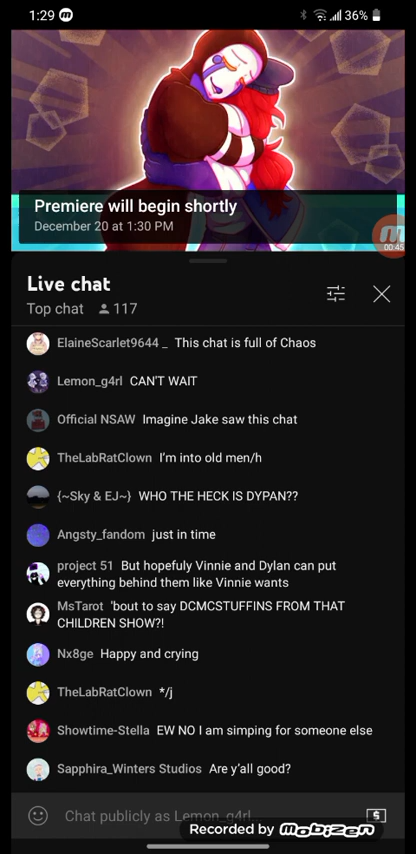 1:29
36%
Premiere will begin shortly
December 20 at 1:30 PM
00:45
Live chat
Top chat 117
ElaineScarlet9644 _ This chat is full of Chaos
Lemon_g4rl CAN'T WAIT
Official NSAW Imagine Jake saw this chat
TheLabRatClown I'm into old men/h
{~Sky & EJ~} WHO THE HECK IS DYPAN??
Angsty_fandom just in time
project 51 But hopefuly Vinnie and Dylan can put
everything behind them like Vinnie wants
MsTarot 'bout to say DCMCSTUFFINS FROM THAT
CHILDREN SHOW?!
Nx8ge Happy and crying
TheLabRatClown */j
Showtime-Stella EW NO I am simping for someone else
Sapphira_Winters Studios Are y'all good?
Chat publicly as Lemon_g4rl...
Recorded by Mobizen